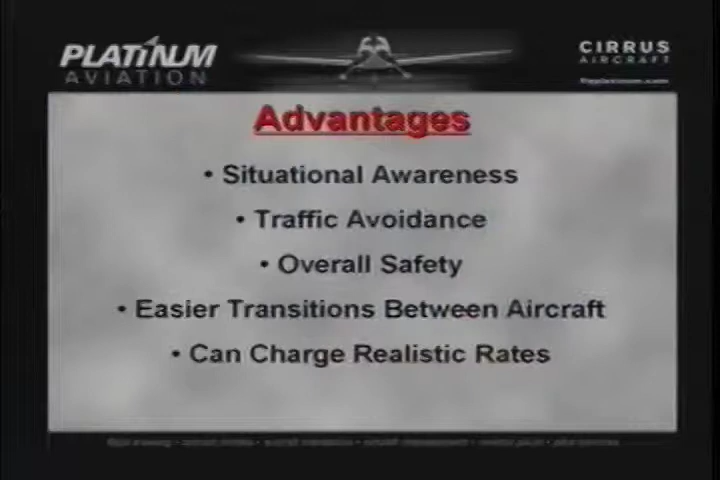 PLATINUM
AVIATION
CIRRUS
AIRCRAFT
Advantages
• Situational Awareness
• Traffic Avoidance
• Overall Safety
• Easier Transitions Between Aircraft
• Can Charge Realistic Rates